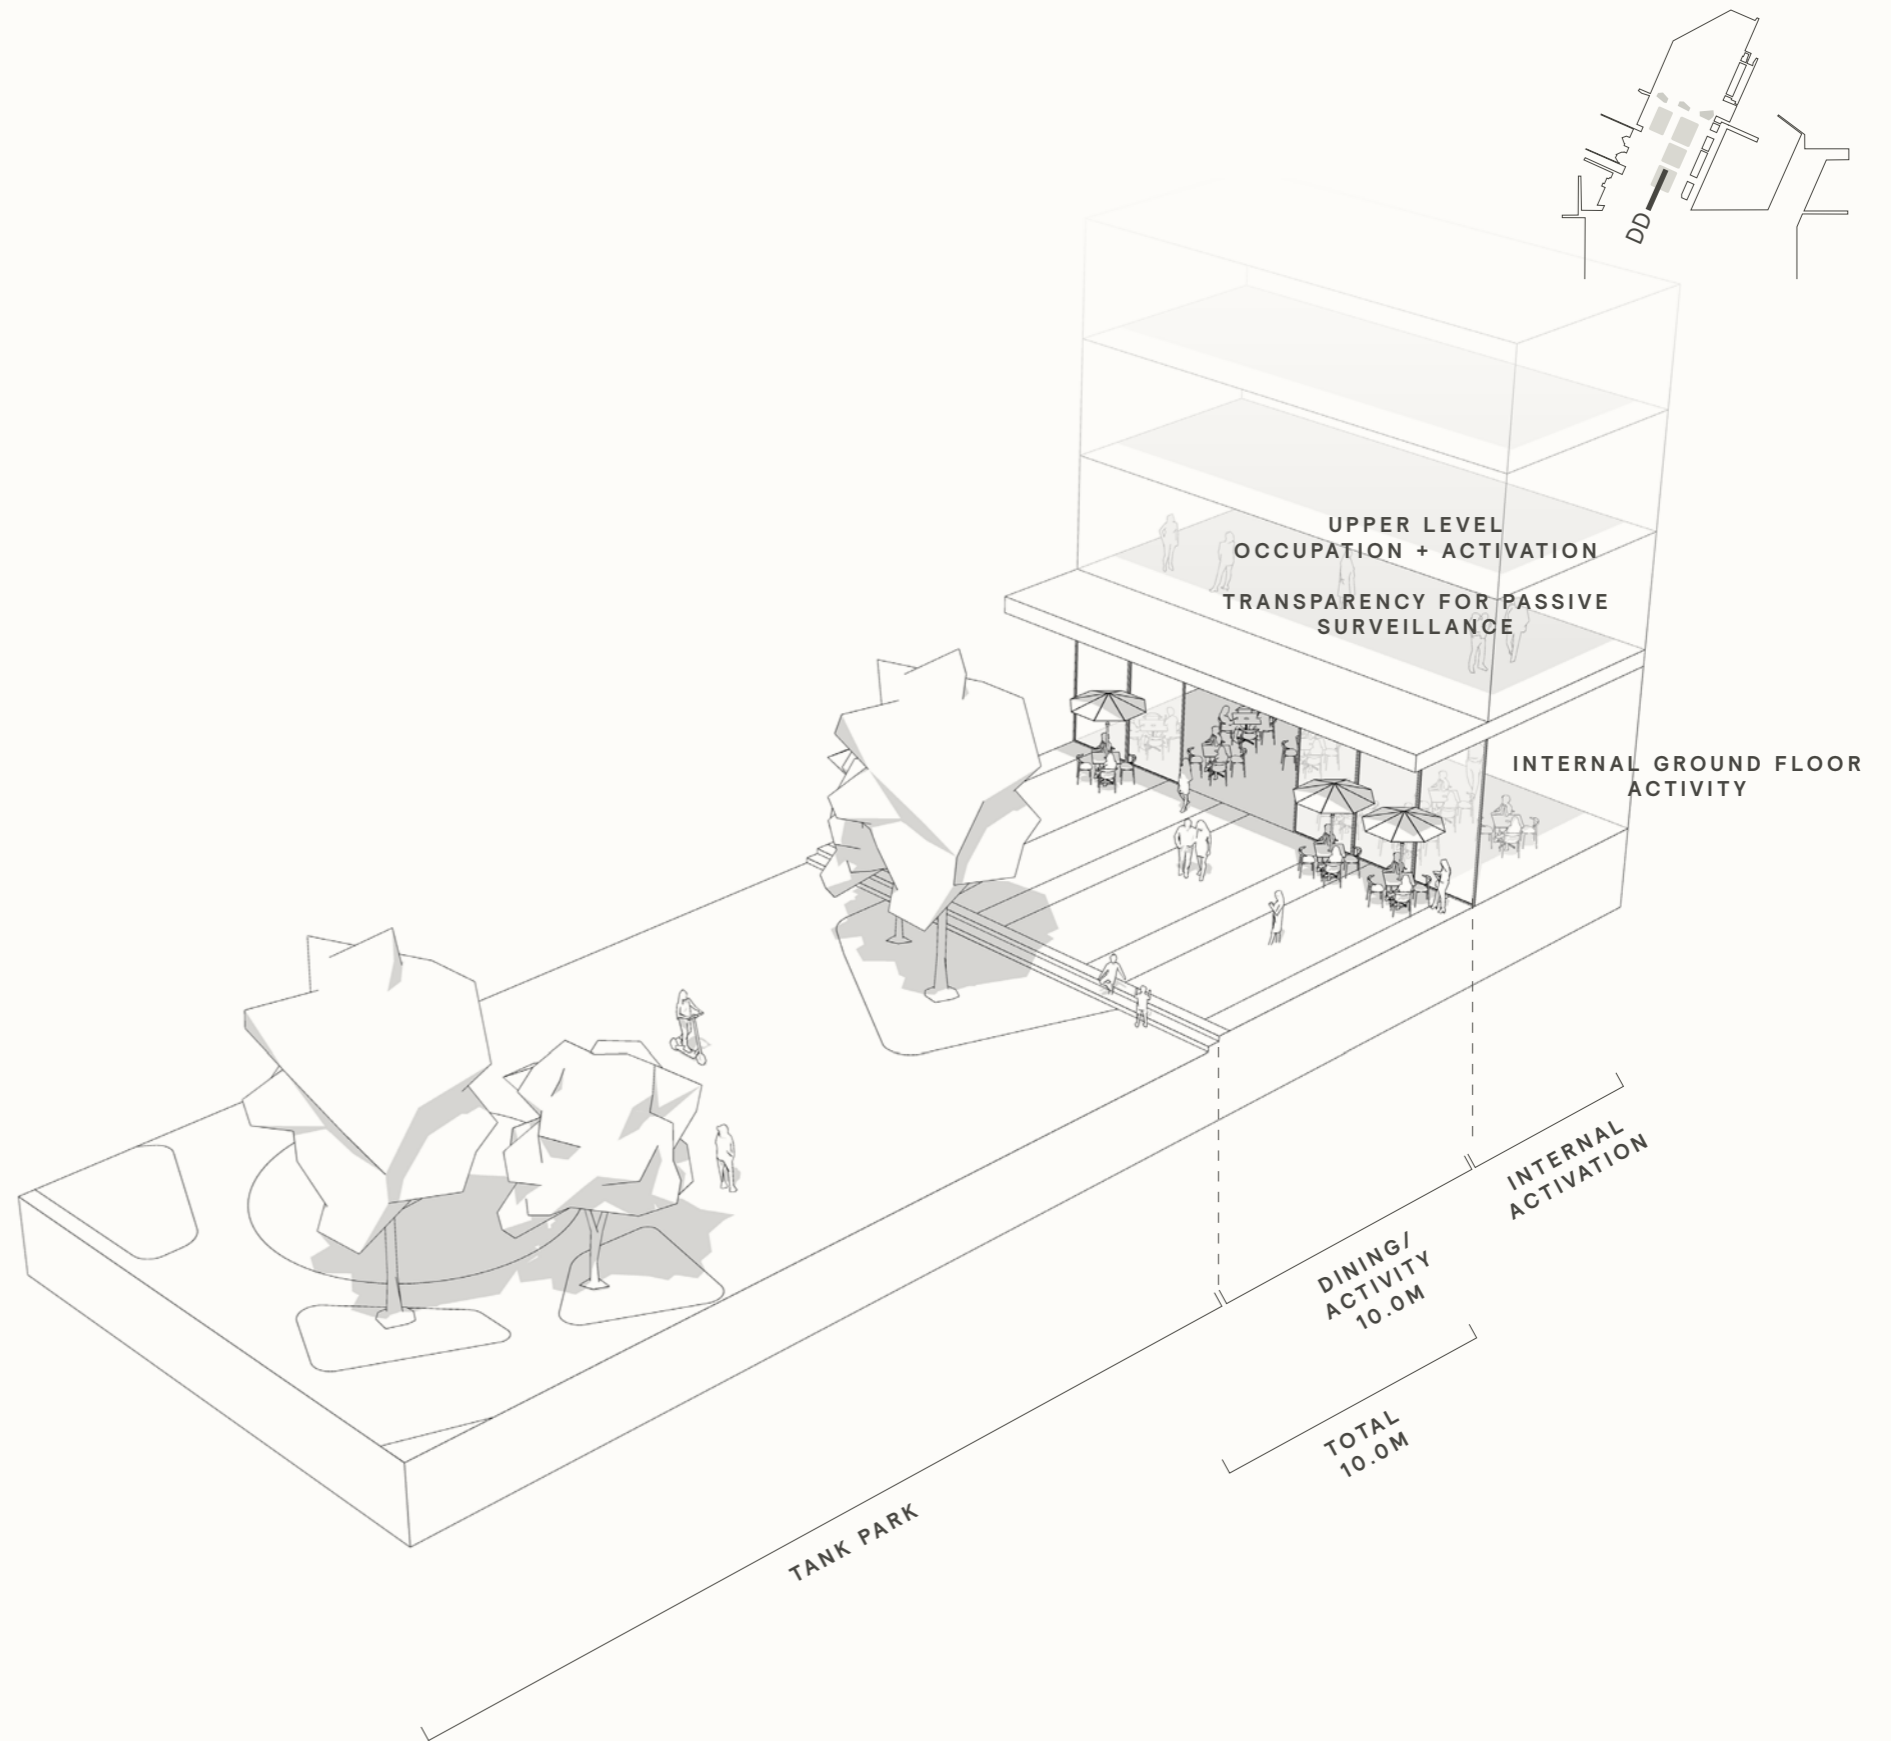 DD
UPPER LEVEL
OCCUPATION + ACTIVATION
TRANSPARENCY FOR PASSIVE
SURVEILLANCE
INTERNAL GROUND FLOOR
ACTIVITY
INTERNAL
ACTIVATION
DINING/
ACTIVITY
10.0M
TOTAL
10.0M
TANK PARK